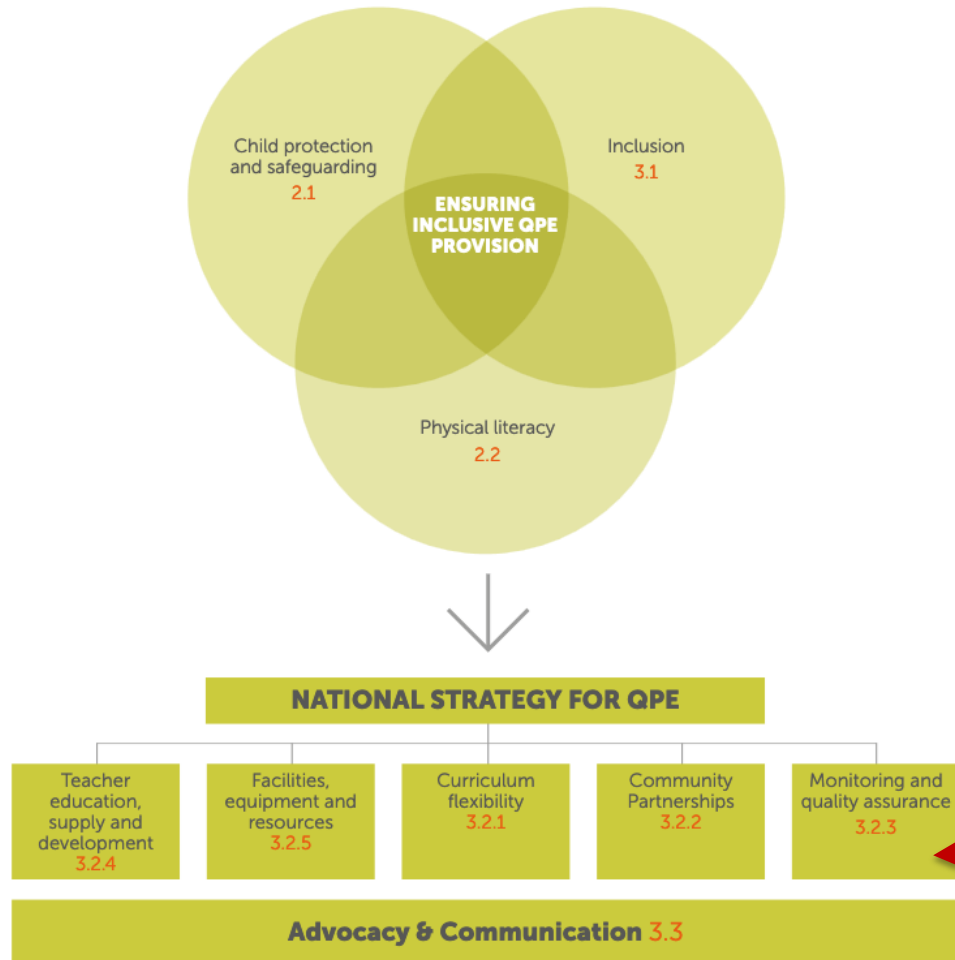 Child protection
and safeguarding
2.1
Inclusion
3.1
ENSURING
INCLUSIVE QPE
PROVISION
Physical literacy
2.2
NATIONAL STRATEGY FOR QPE
Teacher
education,
supply and
development
3.2.4
Facilities,
equipment and
resources
3.2.5
Curriculum
flexibility
3.2.1
Community
Partnerships
3.2.2
Monitoring and
quality assurance
3.2.3
Advocacy & Communication 3.3